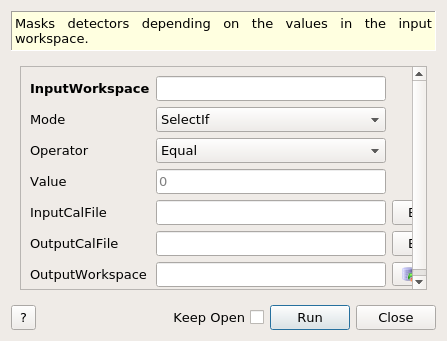 Masks detectors depending on the values in the input
workspace.
InputWorkspace
Mode SelectIf
Operator Equal
Value 0
InputCalFile
OutputCalFile
OutputWorkspace
? Keep Open Run Close